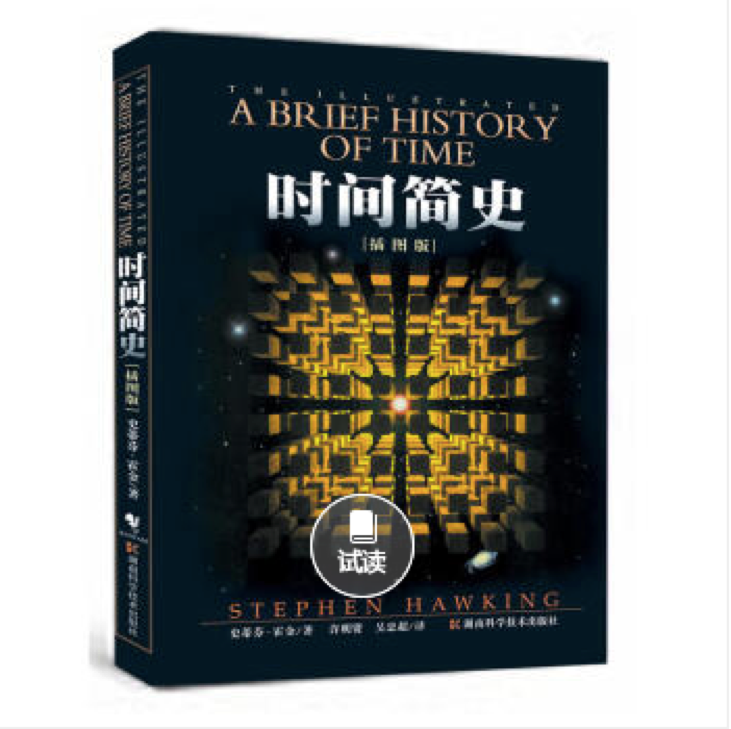 THE ILLUSTRATED
A BRIEF HISTORY
OF TIME
时间简史
[插图版]
试读
STEPHEN HAWKING
史蒂芬·霍金/著 许明贤 吴忠超/译 湖南科学技术出版社
THE ILLUSTRATED
A BRIEF HISTORY OF TIME
时间简史
[插图版]
史蒂芬·霍金/著
湖南科学技术出版社